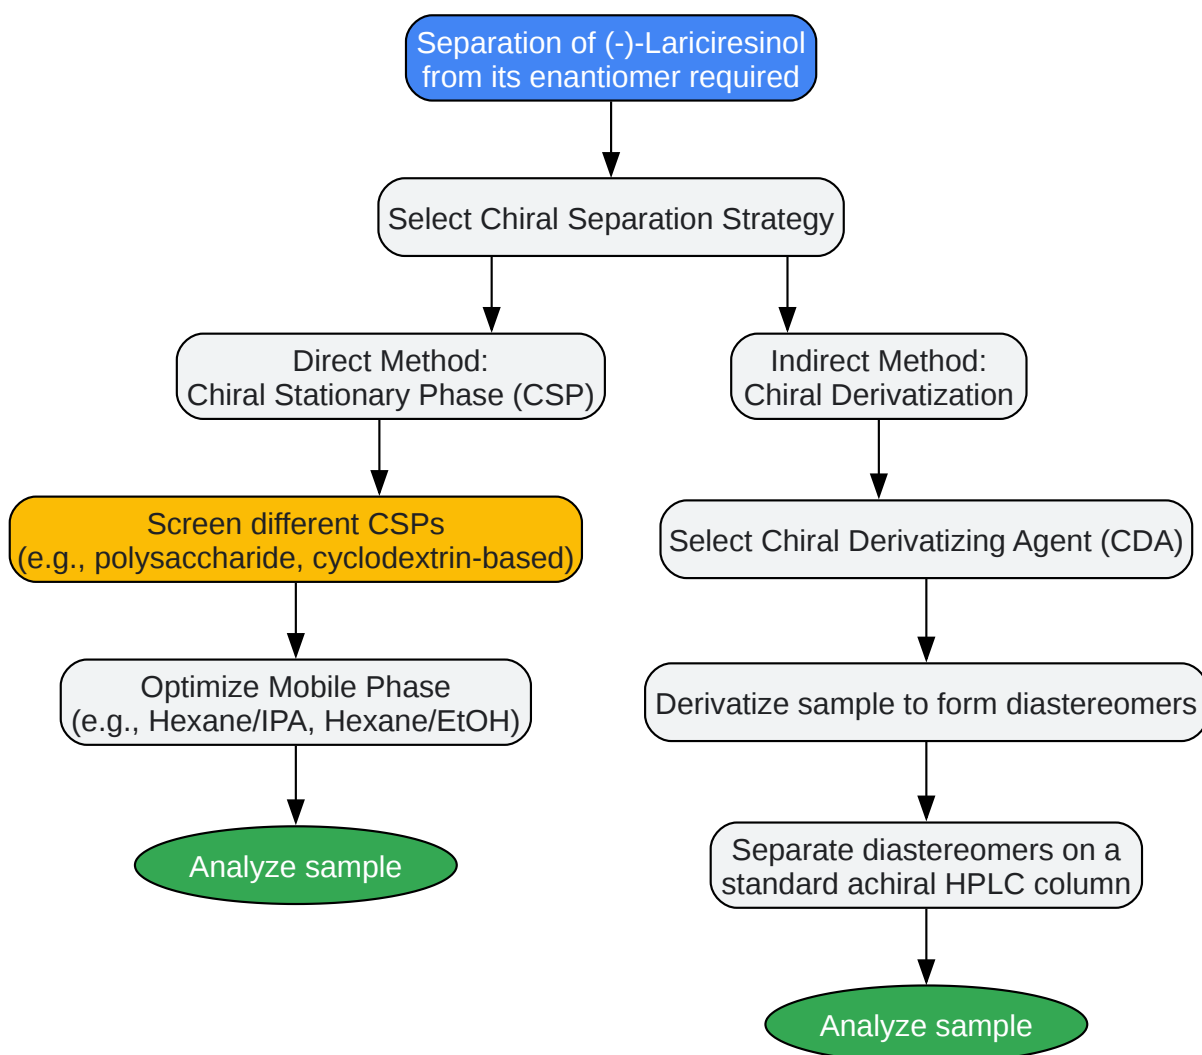 Separation of (-)-Lariciresinol
from its enantiomer required
Select Chiral Separation Strategy
Direct Method:
Chiral Stationary Phase (CSP)
Indirect Method:
Chiral Derivatization
Screen different CSPs
(e.g., polysaccharide, cyclodextrin-based)
Select Chiral Derivatizing Agent (CDA)
Optimize Mobile Phase
(e.g., Hexane/IPA, Hexane/EtOH)
Derivatize sample to form diastereomers
Analyze sample
Separate diastereomers on a
standard achiral HPLC column
Analyze sample